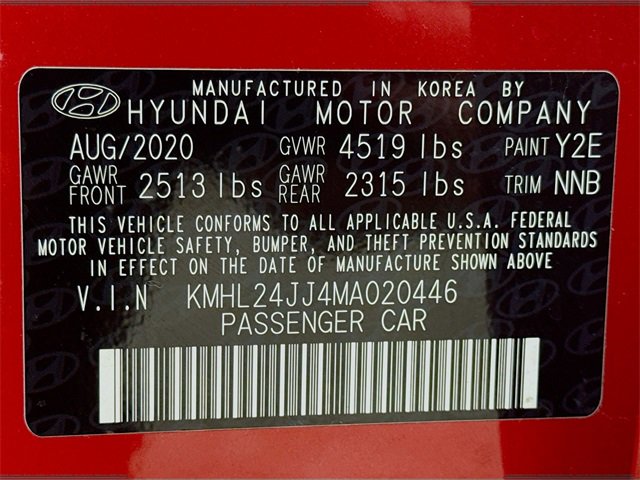 MANUFACTURED IN KOREA BY
HYUNDAI MOTOR COMPANY
AUG/2020 GVWR 4519 lbs PAINT Y2E
GAWR FRONT 2513 lbs GAWR REAR 2315 lbs TRIM NNB
THIS VEHICLE CONFORMS TO ALL APPLICABLE U.S.A. FEDERAL
MOTOR VEHICLE SAFETY, BUMPER, AND THEFT PREVENTION STANDARDS
IN EFFECT ON THE DATE OF MANUFACTURE SHOWN ABOVE
V.I.N KMHL24JJ4MA020446
PASSENGER CAR